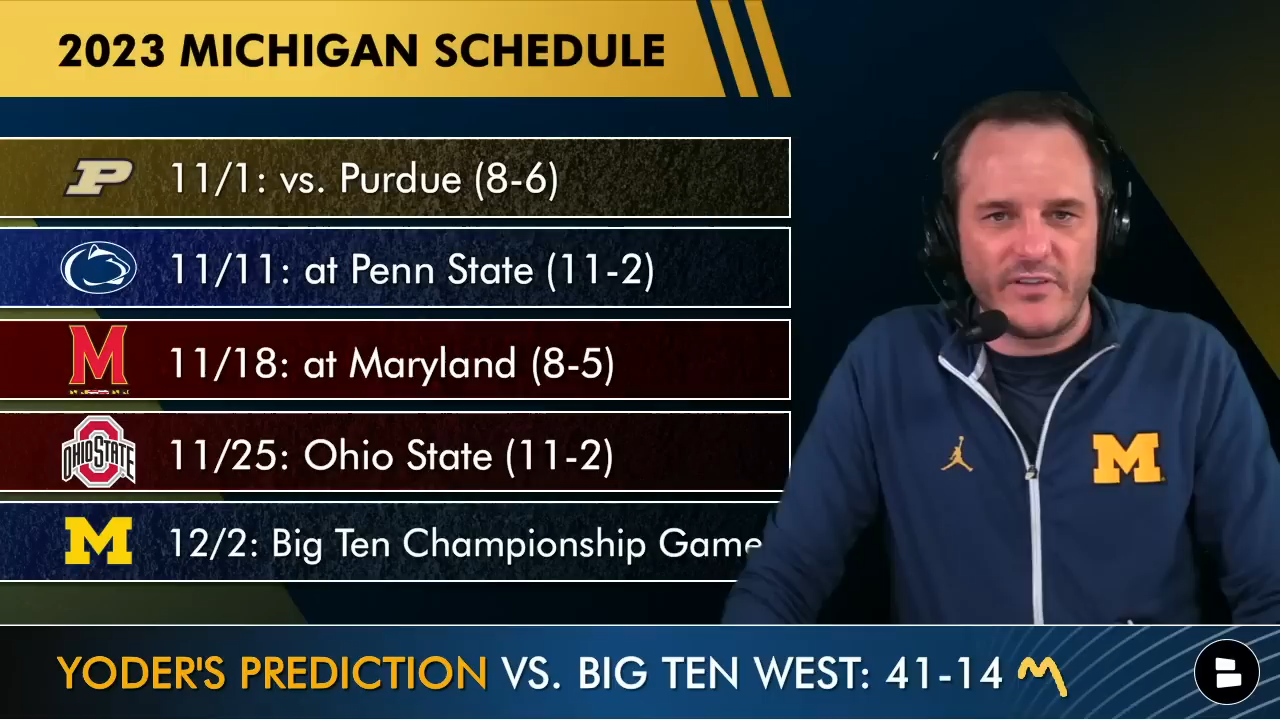 2023 MICHIGAN SCHEDULE
P 11/1: vs. Purdue (8-6)
11/11: at Penn State (11-2)
M 11/18: at Maryland (8-5)
OHIO STATE 11/25: Ohio State (11-2)
M 12/2: Big Ten Championship Game
M
YODER'S PREDICTION VS. BIG TEN WEST: 41-14